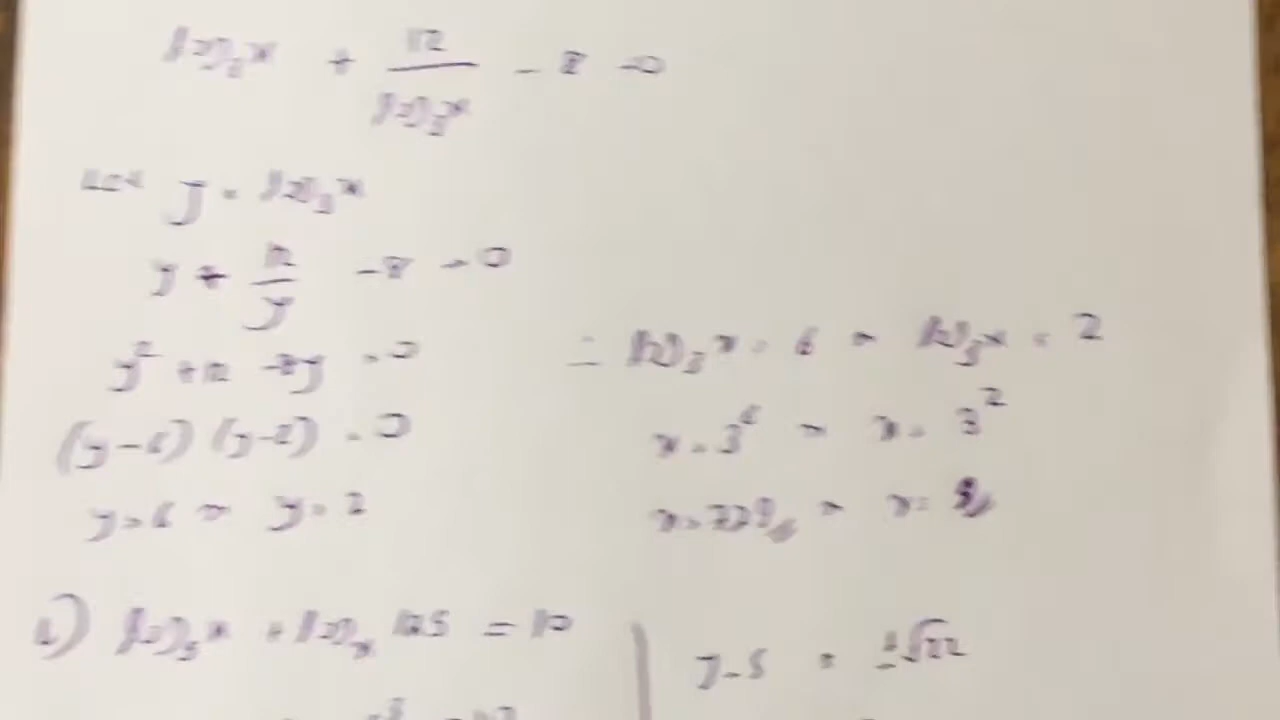 log₃x + 12/log₃x - 8 = 0
Let y = log₃x
y + 12/y - 8 = 0
y² + 12 - 8y = 0
(y-6) (y-2) = 0
y = 6 or y = 2
∴ log₃x = 6 or log₃x = 2
x = 3⁶ or x = 3²
x = 729 or x = 9
log₅x + logₓ125 = 10
y-5 = ±√22